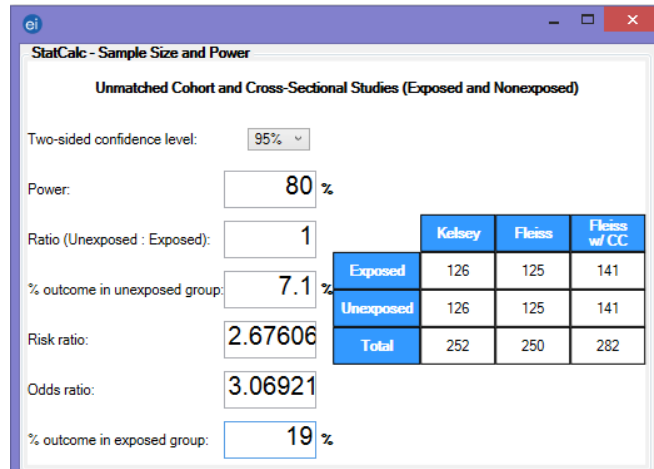 ei
StatCalc - Sample Size and Power
Unmatched Cohort and Cross-Sectional Studies (Exposed and Nonexposed)
Two-sided confidence level: 95%
Power: 80 %
Ratio (Unexposed : Exposed): 1
% outcome in unexposed group: 7.1 %
Risk ratio: 2.67606
Odds ratio: 3.06921
% outcome in exposed group: 19 %
Kelsey Fleiss Fleiss w/ CC
Exposed 126 125 141
Unexposed 126 125 141
Total 252 250 282